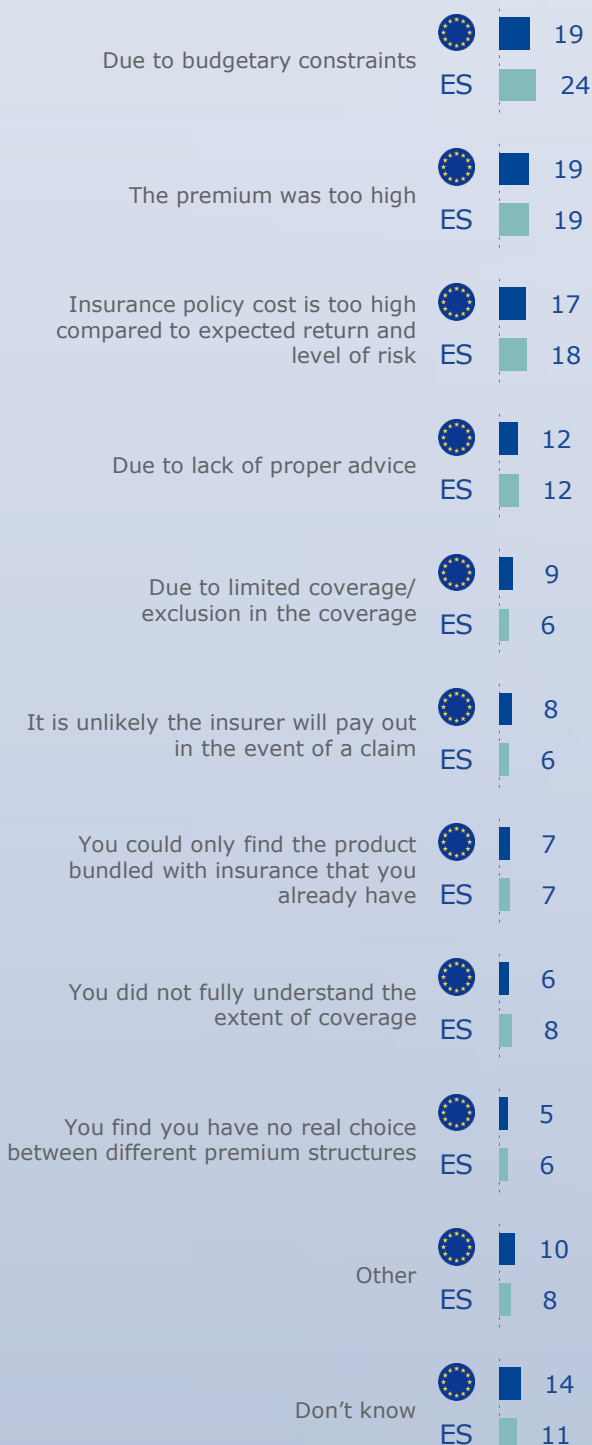 Due to budgetary constraints
19
ES 24
The premium was too high
19
ES 19
Insurance policy cost is too high
compared to expected return and
level of risk
17
ES 18
Due to lack of proper advice
12
ES 12
Due to limited coverage/
exclusion in the coverage
9
ES 6
It is unlikely the insurer will pay out
in the event of a claim
8
ES 6
You could only find the product
bundled with insurance that you
already have
7
ES 7
You did not fully understand the
extent of coverage
6
ES 8
You find you have no real choice
between different premium structures
5
ES 6
Other
10
ES 8
Don’t know
14
ES 11